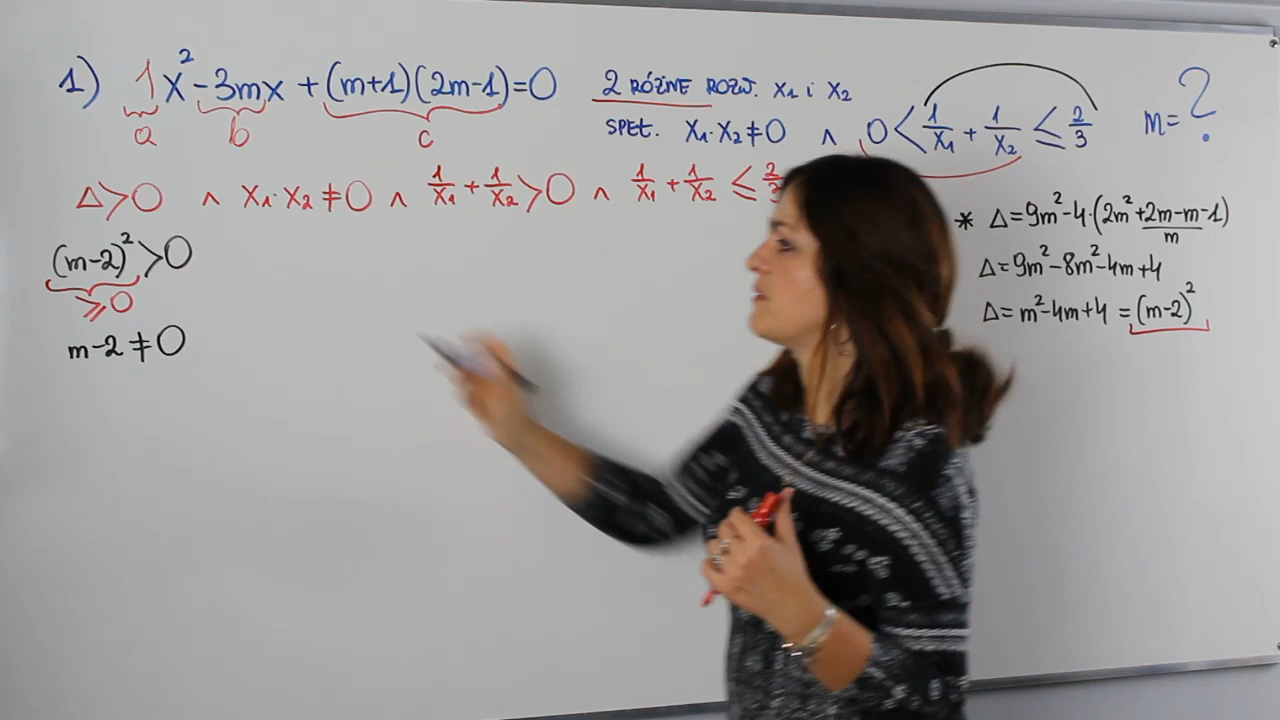 1) 1x² - 3mx + (m+1)(2m-1) = 0
a b c
2 RÓŻNE ROZW. x₁ i x₂
SPEŁ. x₁·x₂ ≠ 0 ∧ 0 < 1/x₁ + 1/x₂ ≤ 2/3
m = ?
Δ > 0 ∧ x₁·x₂ ≠ 0 ∧ 1/x₁ + 1/x₂ > 0 ∧ 1/x₁ + 1/x₂ ≤ 2/3
(m-2)² > 0
≥ 0
m-2 ≠ 0
* Δ = 9m² - 4·(2m² + 2m - m - 1)
m
Δ = 9m² - 8m² - 4m + 4
Δ = m² - 4m + 4 = (m-2)²